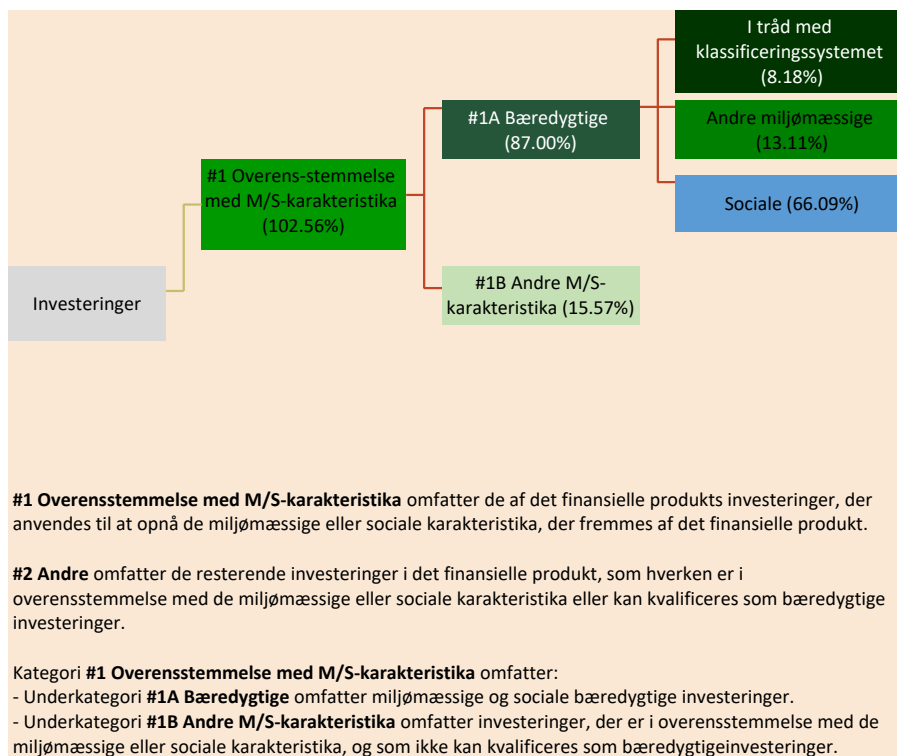 I tråd med
klassificeringssystemet
(8.18%)
#1A Bæredygtige
(87.00%)
Andre miljømæssige
(13.11%)
#1 Overens-stemmelse
med M/S-karakteristika
(102.56%)
Sociale (66.09%)
Investeringer
#1B Andre M/S-
karakteristika (15.57%)
#1 Overensstemmelse med M/S-karakteristika omfatter de af det finansielle produkts investeringer, der
anvendes til at opnå de miljømæssige eller sociale karakteristika, der fremmes af det finansielle produkt.
#2 Andre omfatter de resterende investeringer i det finansielle produkt, som hverken er i
overensstemmelse med de miljømæssige eller sociale karakteristika eller kan kvalificeres som bæredygtige
investeringer.
Kategori #1 Overensstemmelse med M/S-karakteristika omfatter:
- Underkategori #1A Bæredygtige omfatter miljømæssige og sociale bæredygtige investeringer.
- Underkategori #1B Andre M/S-karakteristika omfatter investeringer, der er i overensstemmelse med de
miljømæssige eller sociale karakteristika, og som ikke kan kvalificeres som bæredygtigeinvesteringer.